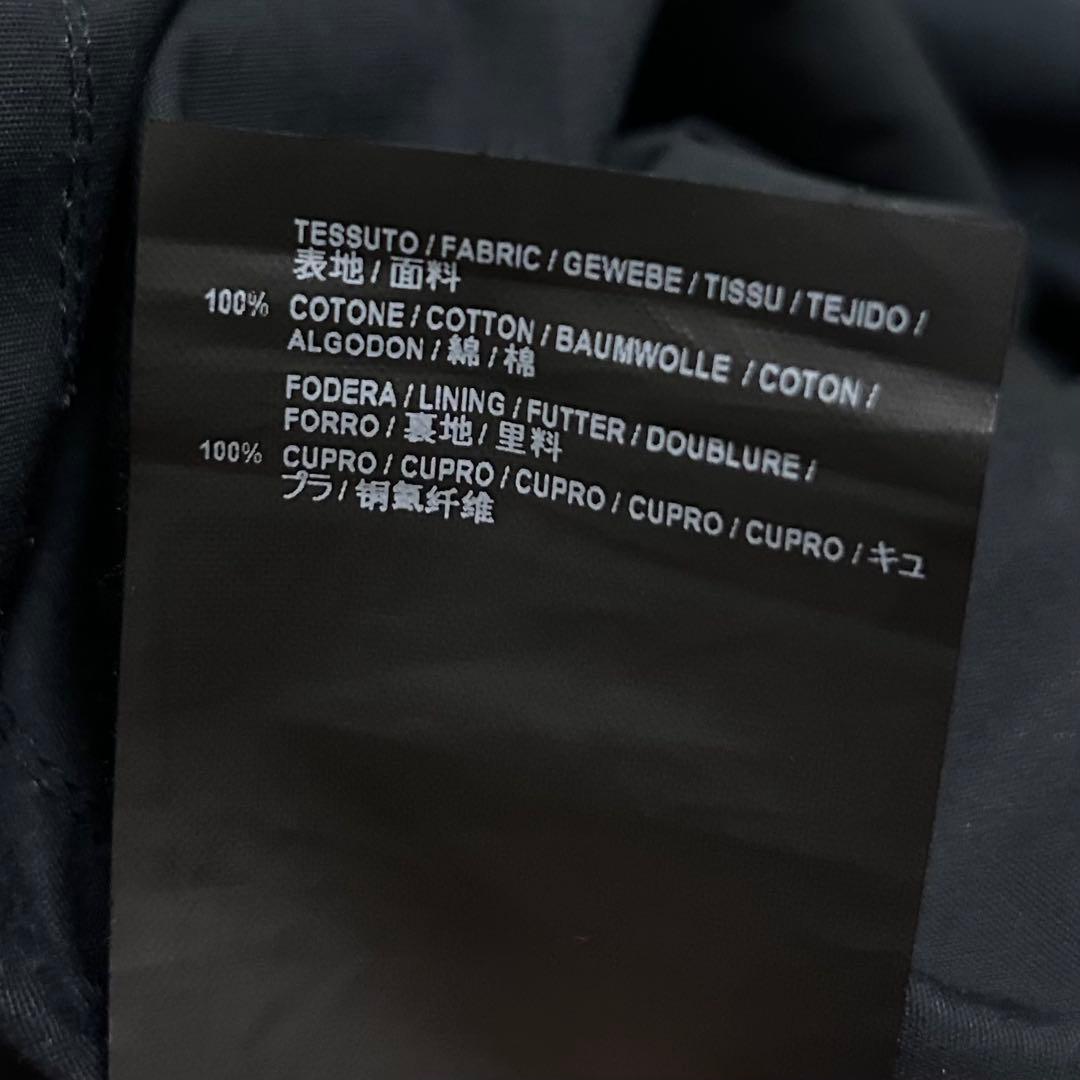 TESSUTO / FABRIC / GEWEBE / TISSU / TEJIDO /
表地 / 面料
100% COTONE / COTTON / BAUMWOLLE / COTON /
ALGODON / 綿 / 棉
FODERA / LINING / FUTTER / DOUBLURE /
FORRO / 裏地 / 里料
100% CUPRO / CUPRO / CUPRO / CUPRO / CUPRO / キュ
プラ / 铜氨纤维